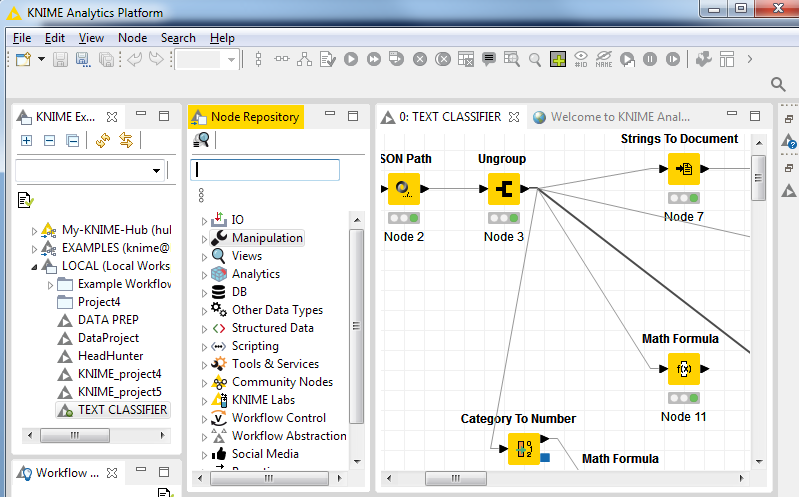 KNIME Analytics Platform
File Edit View Node Search Help
#ID
NAME
KNIME Ex...
Node Repository
0: TEXT CLASSIFIER
Welcome to KNIME Anal...
My-KNIME-Hub (hul
EXAMPLES (knime@
LOCAL (Local Works
Example Workflow
Project4
DATA PREP
DataProject
HeadHunter
KNIME_project4
KNIME_project5
TEXT CLASSIFIER
Workflow
IO
Manipulation
Views
Analytics
DB
Other Data Types
Structured Data
Scripting
Tools & Services
Community Nodes
KNIME Labs
Workflow Control
Workflow Abstraction
Social Media
SON Path
Node 2
Ungroup
Node 3
Strings To Document
Node 7
Math Formula
f(x)
Node 11
Category To Number
Math Formula